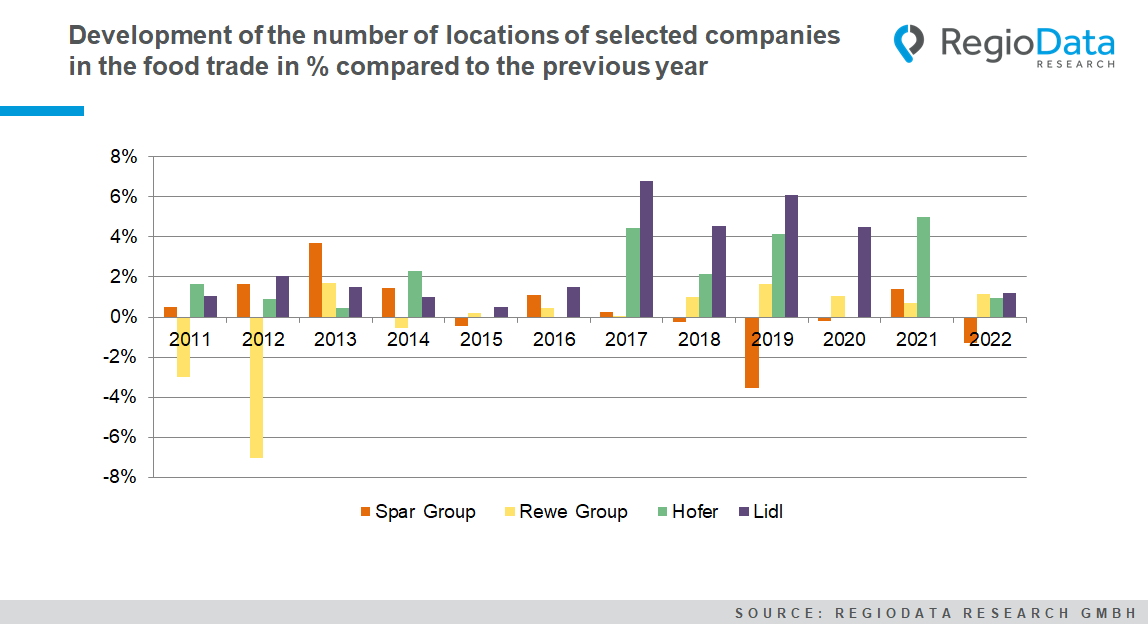 Development of the number of locations of selected companies
in the food trade in % compared to the previous year
RegioData
RESEARCH
8%
6%
4%
2%
0%
2011 2012 2013 2014 2015 2016 2017 2018 2019 2020 2021 2022
-2%
-4%
-6%
-8%
Spar Group Rewe Group Hofer Lidl
SOURCE: REGIODATA RESEARCH GMBH